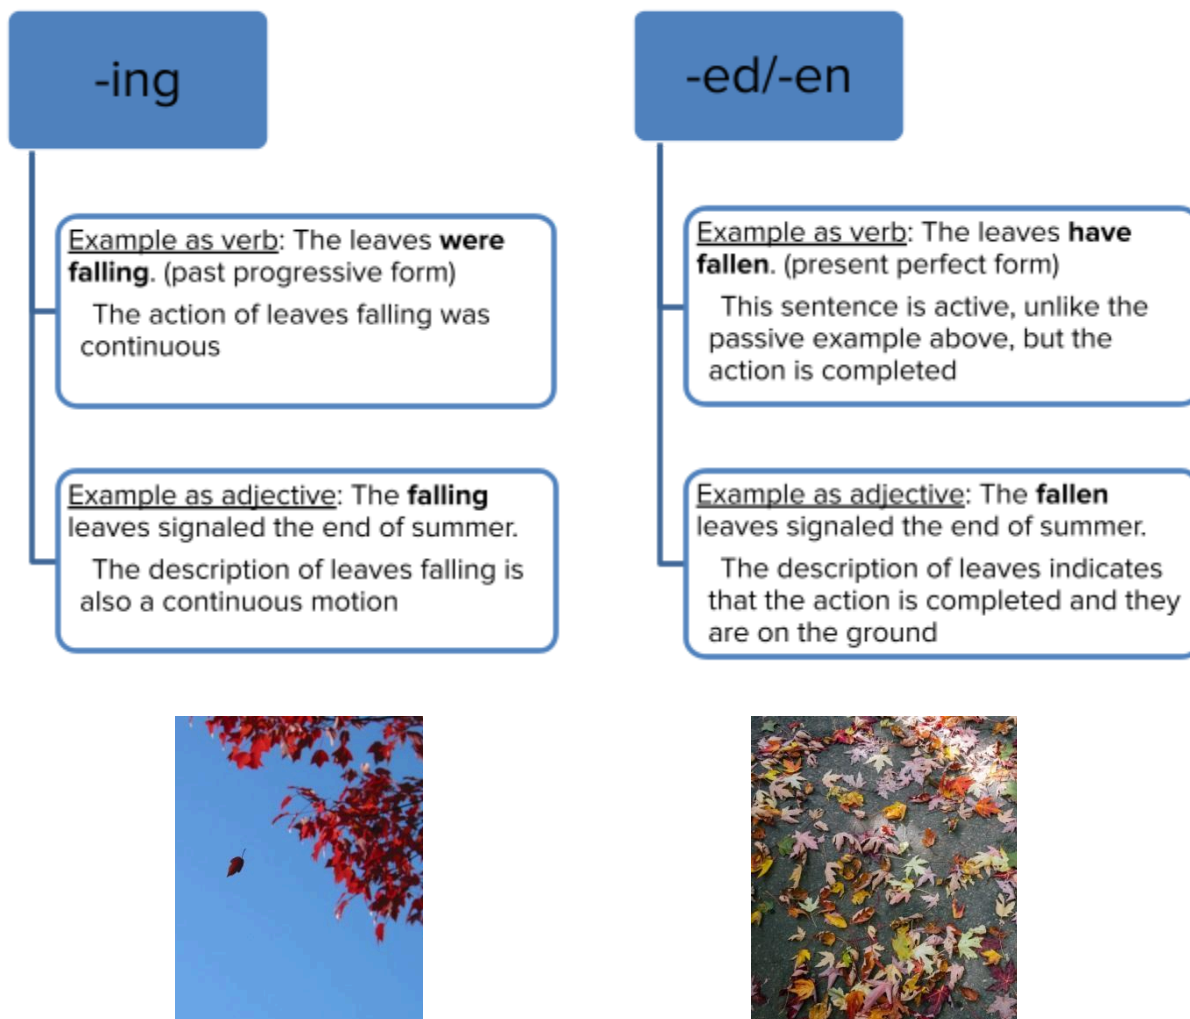 -ing
Example as verb: The leaves were
falling. (past progressive form)
The action of leaves falling was
continuous
Example as adjective: The falling
leaves signaled the end of summer.
The description of leaves falling is
also a continuous motion
-ed/-en
Example as verb: The leaves have
fallen. (present perfect form)
This sentence is active, unlike the
passive example above, but the
action is completed
Example as adjective: The fallen
leaves signaled the end of summer.
The description of leaves indicates
that the action is completed and they
are on the ground